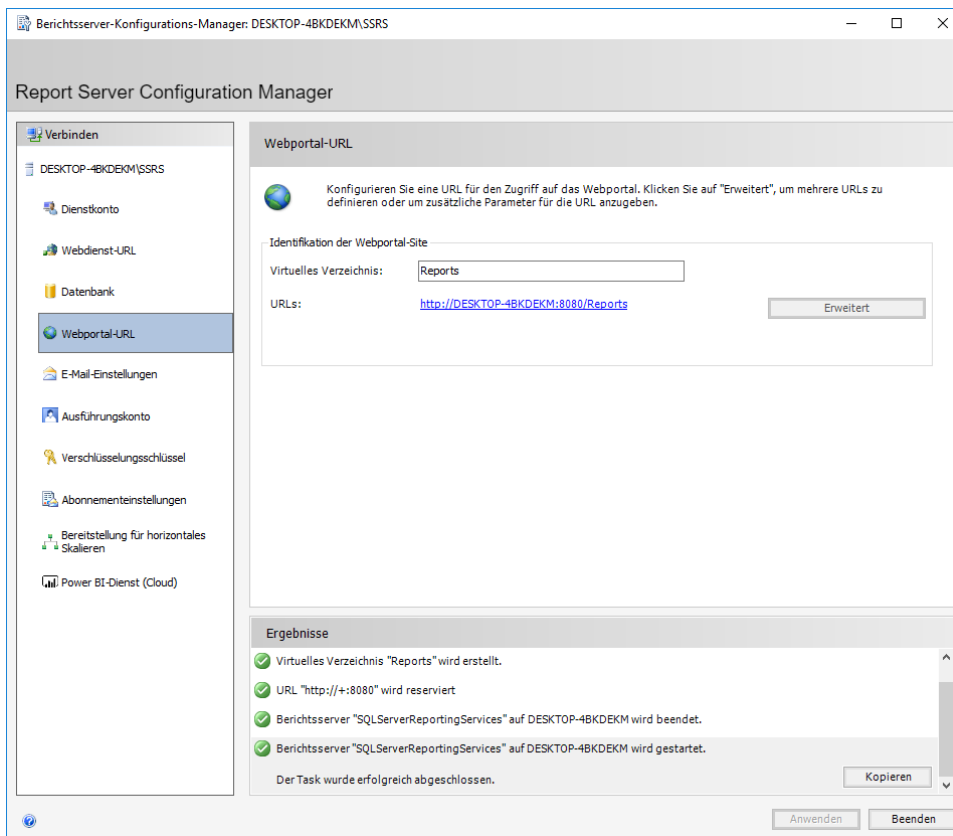 Berichtsserver-Konfigurations-Manager: DESKTOP-4BKDEKM\SSRS
Report Server Configuration Manager
Verbinden
DESKTOP-4BKDEKM\SSRS
Dienstkonto
Webdienst-URL
Datenbank
Webportal-URL
E-Mail-Einstellungen
Ausführungskonto
Verschlüsselungsschlüssel
Abonnementeinstellungen
Bereitstellung für horizontales
Skalieren
Power BI-Dienst (Cloud)
Webportal-URL
Konfigurieren Sie eine URL für den Zugriff auf das Webportal. Klicken Sie auf "Erweitert", um mehrere URLs zu
definieren oder um zusätzliche Parameter für die URL anzugeben.
Identifikation der Webportal-Site
Virtuelles Verzeichnis: Reports
URLs: http://DESKTOP-4BKDEKM:8080/Reports Erweitert
Ergebnisse
Virtuelles Verzeichnis "Reports" wird erstellt.
URL "http://+:8080" wird reserviert
Berichtsserver "SQLServerReportingServices" auf DESKTOP-4BKDEKM wird beendet.
Berichtsserver "SQLServerReportingServices" auf DESKTOP-4BKDEKM wird gestartet.
Der Task wurde erfolgreich abgeschlossen. Kopieren
Anwenden Beenden